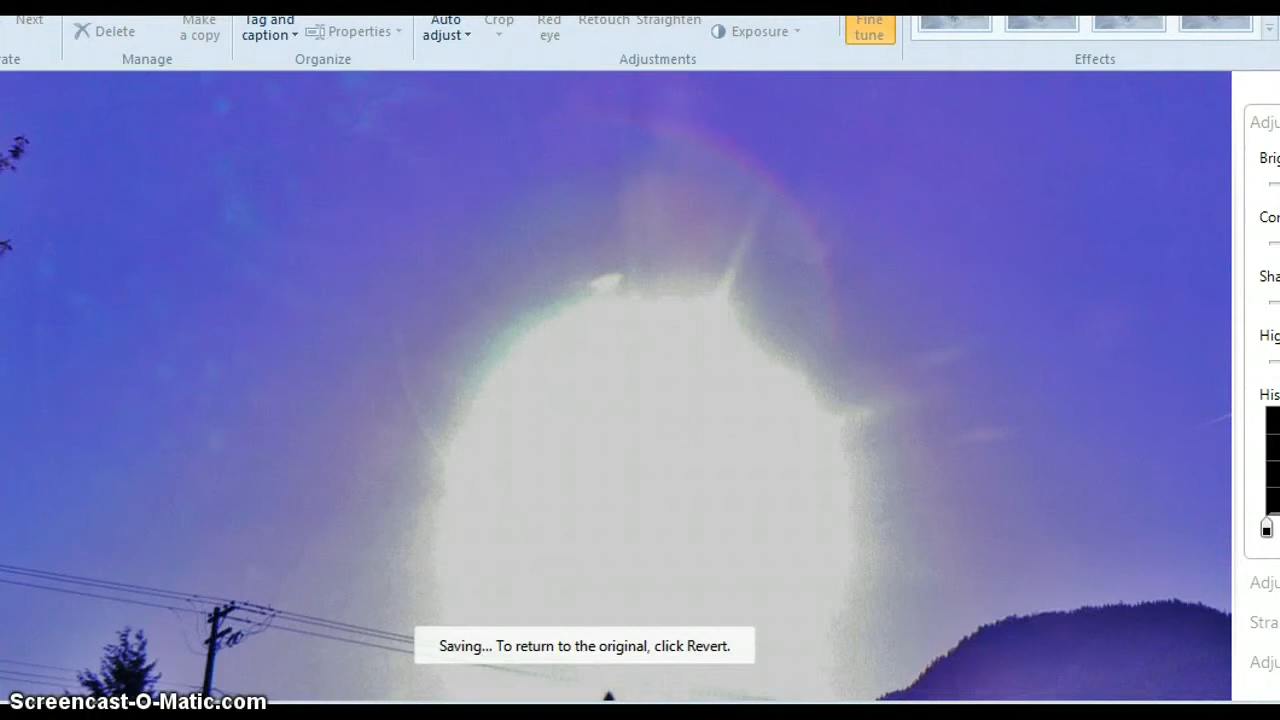 Next
Delete
Make
a copy
Tag and
caption
Properties
Auto
adjust
Crop
Red
eye
Retouch Straighten
Exposure
Fine
tune
rate
Manage
Organize
Adjustments
Effects
Adju
Brig
Con
Sha
Hig
His
Adju
Stra
Adju
Saving... To return to the original, click Revert.
Screencast-O-Matic.com